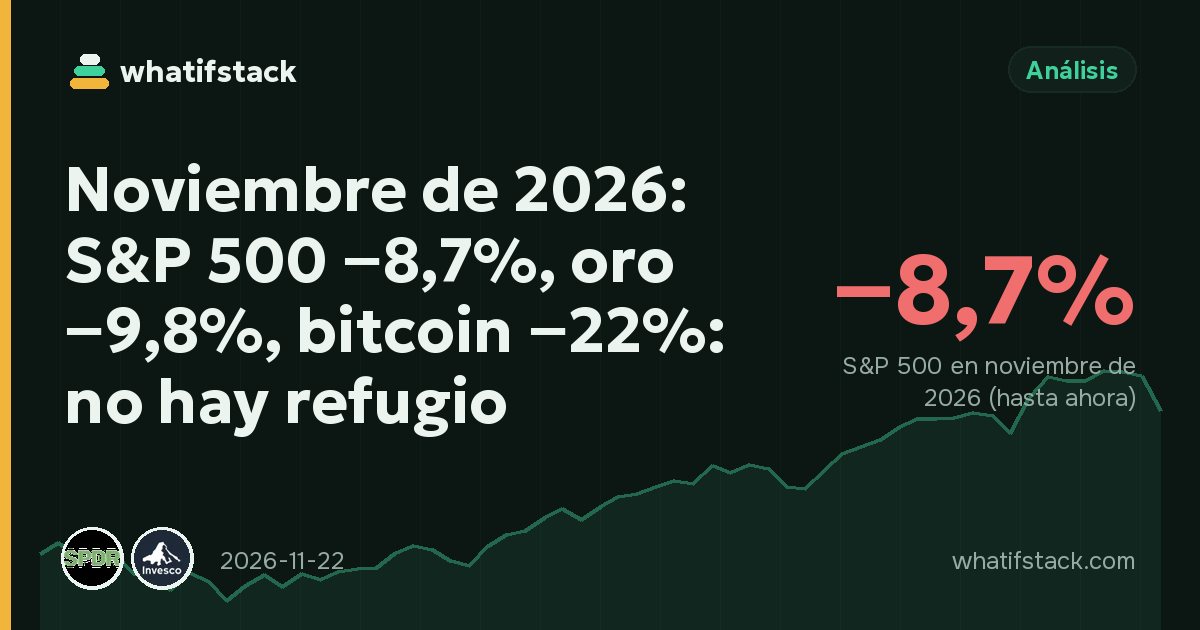 whatifstack
Análisis
Noviembre de 2026:
S&P 500 −8,7%, oro
−9,8%, bitcoin −22%:
no hay refugio
−8,7%
S&P 500 en noviembre de
2026 (hasta ahora)
SPDR
Invesco
2026-11-22
whatifstack.com